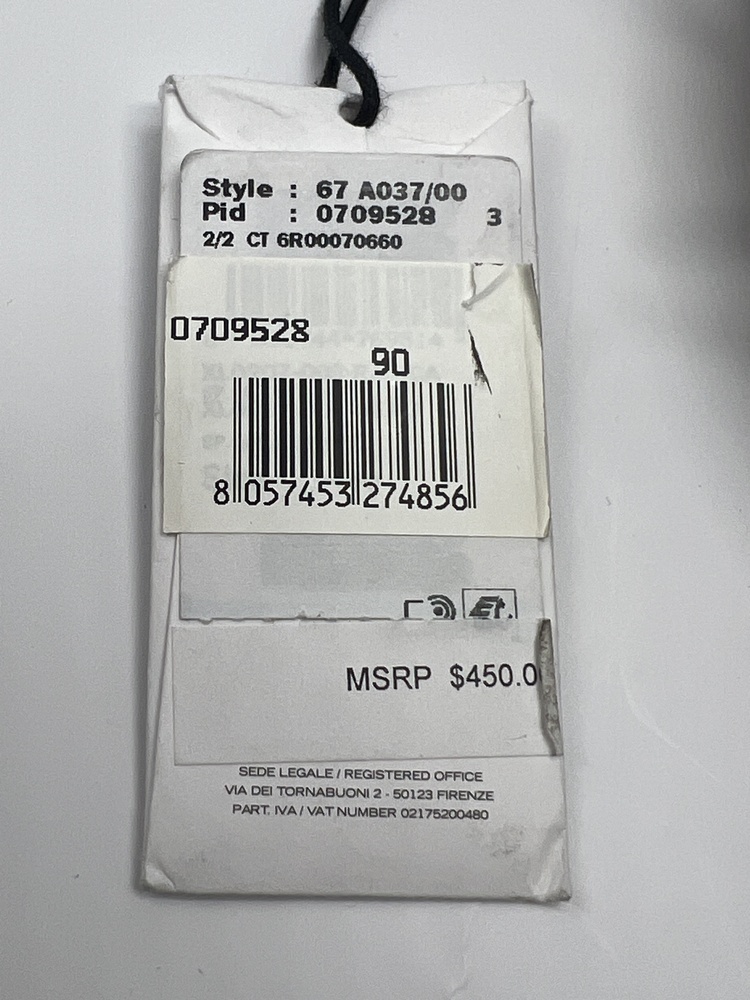 Style : 67 A037/00
Pid : 0709528 3
2/2 CT 6R00070660
0709528
90
8 057453 274856
Et.
MSRP $450.0
SEDE LEGALE / REGISTERED OFFICE
VIA DEI TORNABUONI 2 - 50123 FIRENZE
PART. IVA / VAT NUMBER 02175200480